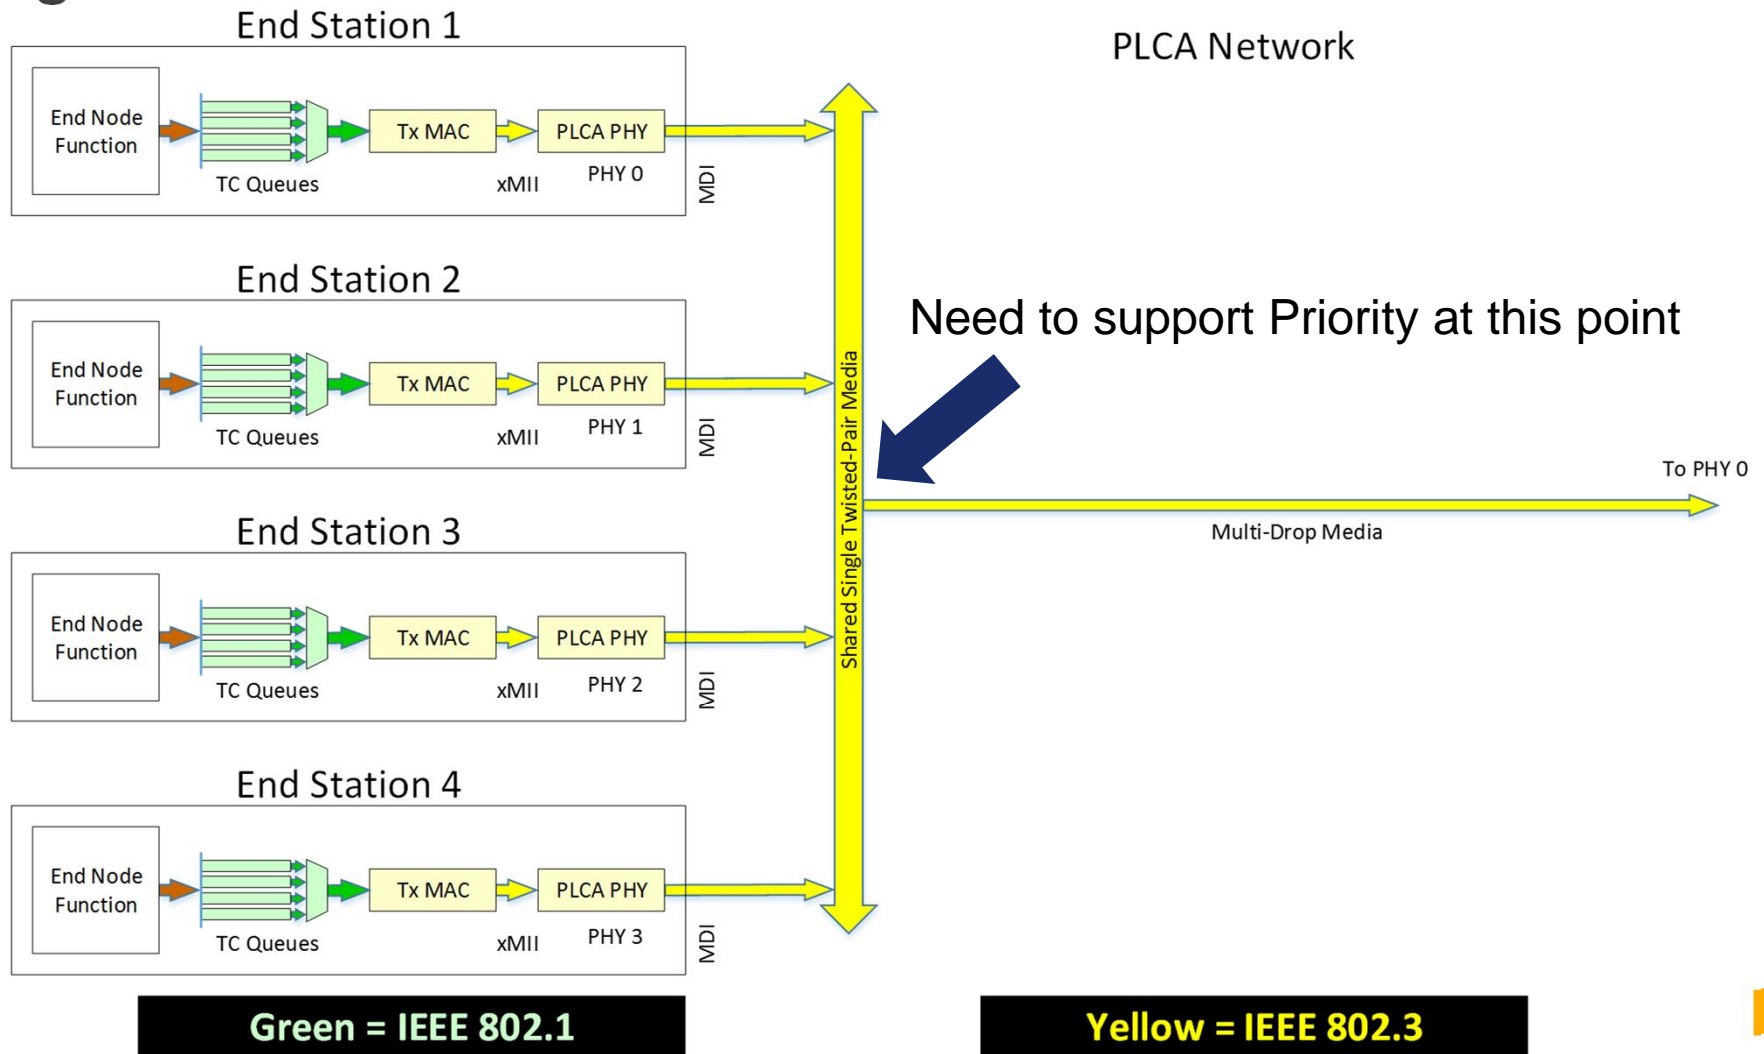 End Station 1
PLCA Network
End Node
Function
TC Queues
Tx MAC
xMII
PLCA PHY
PHY 0
MDI
End Station 2
End Node
Function
TC Queues
Tx MAC
xMII
PLCA PHY
PHY 1
MDI
End Station 3
End Node
Function
TC Queues
Tx MAC
xMII
PLCA PHY
PHY 2
MDI
End Station 4
End Node
Function
TC Queues
Tx MAC
xMII
PLCA PHY
PHY 3
MDI
Shared Single Twisted-Pair Media
Need to support Priority at this point
To PHY 0
Multi-Drop Media
Green = IEEE 802.1
Yellow = IEEE 802.3